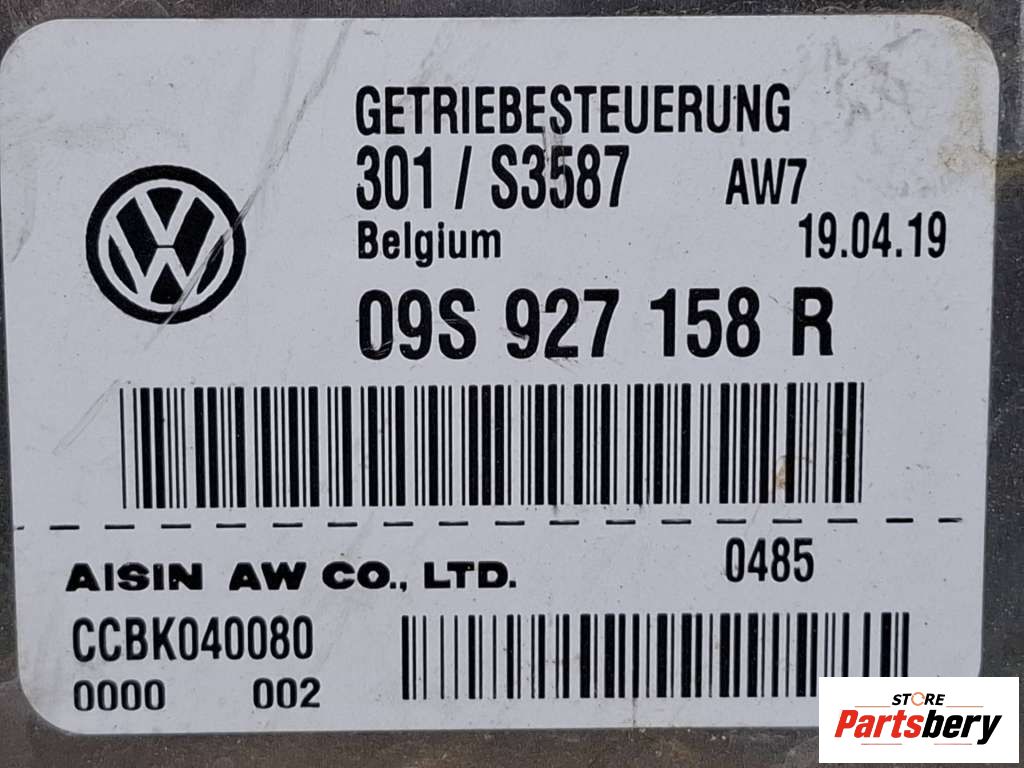 GETRIEBESTEUERUNG
301 / S3587 AW7
Belgium 19.04.19
09S 927 158 R
AISIN AW CO., LTD. 0485
CCBK040080
0000 002
STORE
Partsbery